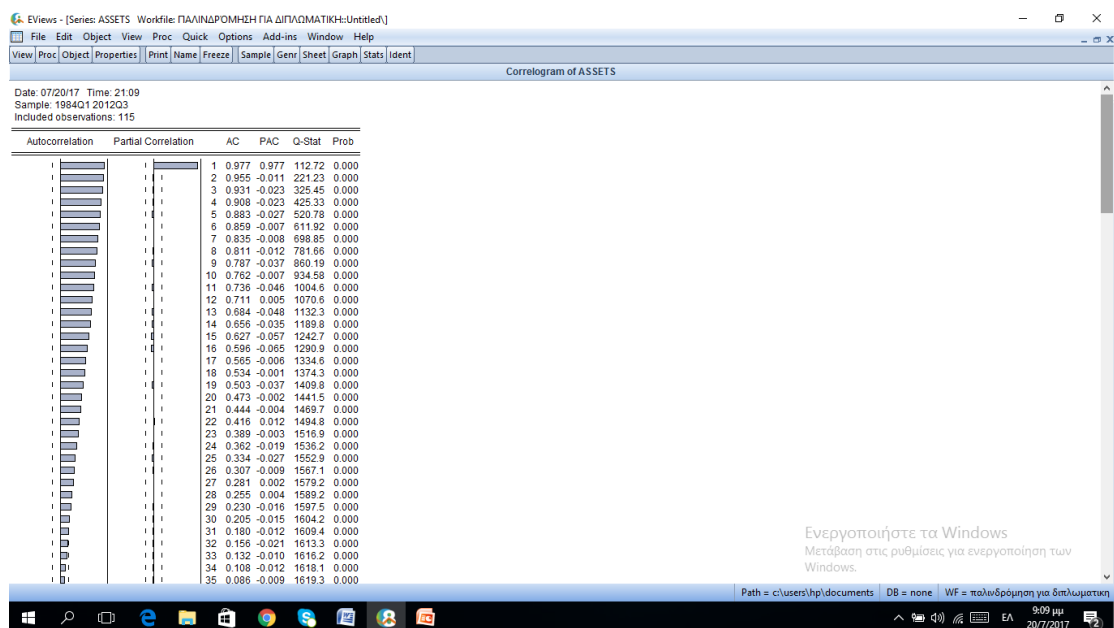 EViews - [Series: ASSETS Workfile: ΠΑΛΙΝΔΡΌΜΗΣΗ ΓΙΑ ΔΙΠΛΩΜΑΤΙΚΗ::Untitled\]
File Edit Object View Proc Quick Options Add-ins Window Help
View Proc Object Properties Print Name Freeze Sample Genr Sheet Graph Stats Ident
Correlogram of ASSETS
Date: 07/20/17 Time: 21:09
Sample: 1984Q1 2012Q3
Included observations: 115
Autocorrelation Partial Correlation AC PAC Q-Stat Prob
1 0.977 0.977 112.72 0.000
2 0.955 -0.011 221.23 0.000
3 0.931 -0.023 325.45 0.000
4 0.908 -0.023 425.33 0.000
5 0.883 -0.027 520.78 0.000
6 0.859 -0.007 611.92 0.000
7 0.835 -0.008 698.85 0.000
8 0.811 -0.012 781.66 0.000
9 0.787 -0.037 860.19 0.000
10 0.762 -0.007 934.58 0.000
11 0.736 -0.046 1004.6 0.000
12 0.711 0.005 1070.6 0.000
13 0.684 -0.048 1132.3 0.000
14 0.656 -0.035 1189.8 0.000
15 0.627 -0.057 1242.7 0.000
16 0.596 -0.065 1290.9 0.000
17 0.565 -0.006 1334.6 0.000
18 0.534 -0.001 1374.3 0.000
19 0.503 -0.037 1409.8 0.000
20 0.473 -0.002 1441.5 0.000
21 0.444 -0.004 1469.7 0.000
22 0.416 0.012 1494.8 0.000
23 0.389 -0.003 1516.9 0.000
24 0.362 -0.019 1536.2 0.000
25 0.334 -0.027 1552.9 0.000
26 0.307 -0.009 1567.1 0.000
27 0.281 0.002 1579.2 0.000
28 0.255 0.004 1589.2 0.000
29 0.230 -0.016 1597.5 0.000
30 0.205 -0.015 1604.2 0.000
31 0.180 -0.012 1609.4 0.000
32 0.156 -0.021 1613.3 0.000
33 0.132 -0.010 1616.2 0.000
34 0.108 -0.012 1618.1 0.000
35 0.086 -0.009 1619.3 0.000
Ενεργοποιήστε τα Windows
Μετάβαση στις ρυθμίσεις για ενεργοποίηση των
Windows.
Path = c:\users\hp\documents DB = none WF = παλινδρόμηση για διπλωματικη
ΕΛ 9:09 μμ
20/7/2017 2